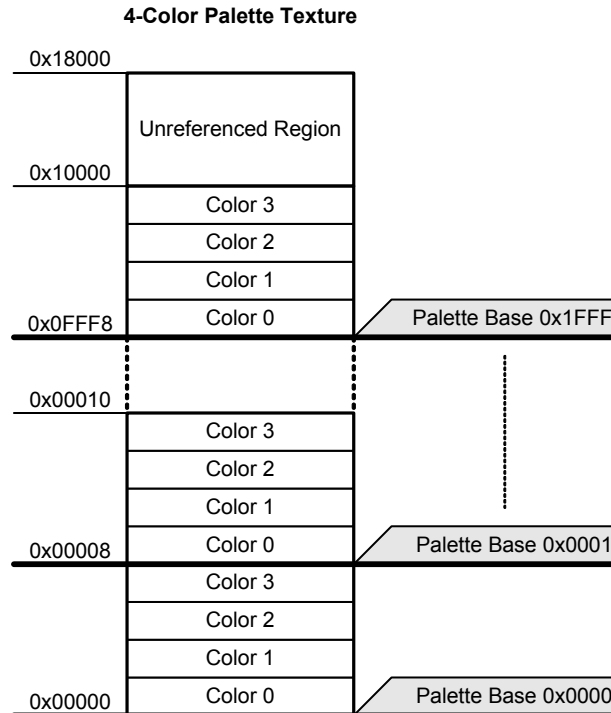 4-Color Palette Texture
0x18000
Unreferenced Region
0x10000
Color 3
Color 2
Color 1
Color 0
0x0FFF8
Palette Base 0x1FFF
0x00010
Color 3
Color 2
Color 1
Color 0
0x00008
Palette Base 0x0001
Color 3
Color 2
Color 1
Color 0
0x00000
Palette Base 0x0000